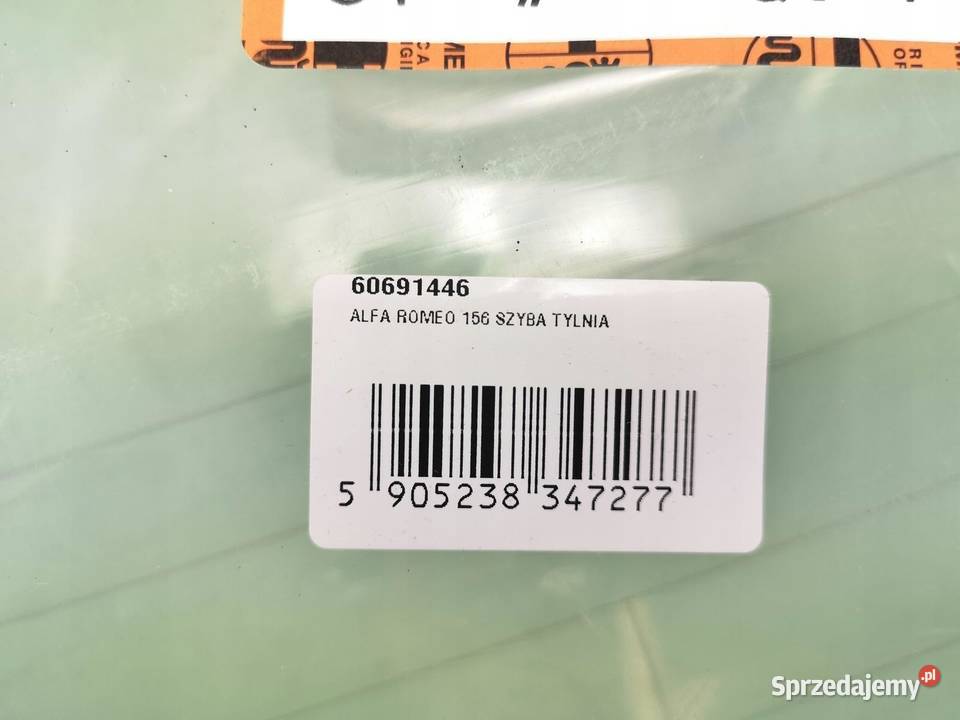 60691446
ALFA ROMEO 156 SZYBA TYLNIA
5 905238 347277
Sprzedajemy.pl